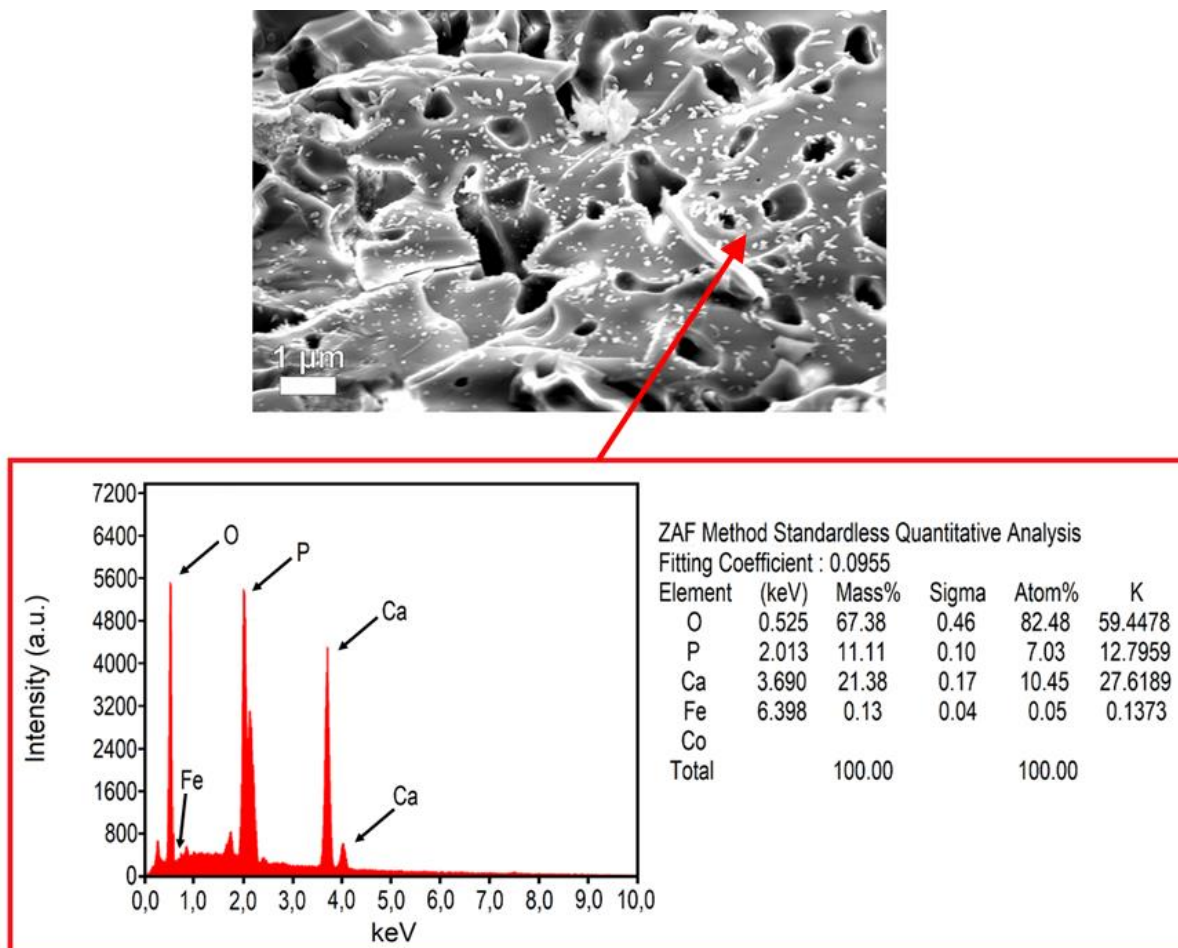 1 µm
7200
6400
5600
4800
4000
3200
2400
1600
800
0
Intensity (a.u.)
O
P
Ca
Fe
Ca
0,0 1,0 2,0 3,0 4,0 5,0 6,0 7,0 8,0 9,0 10,0
keV
ZAF Method Standardless Quantitative Analysis
Fitting Coefficient : 0.0955
Element (keV) Mass% Sigma Atom% K
O 0.525 67.38 0.46 82.48 59.4478
P 2.013 11.11 0.10 7.03 12.7959
Ca 3.690 21.38 0.17 10.45 27.6189
Fe 6.398 0.13 0.04 0.05 0.1373
Co
Total 100.00 100.00